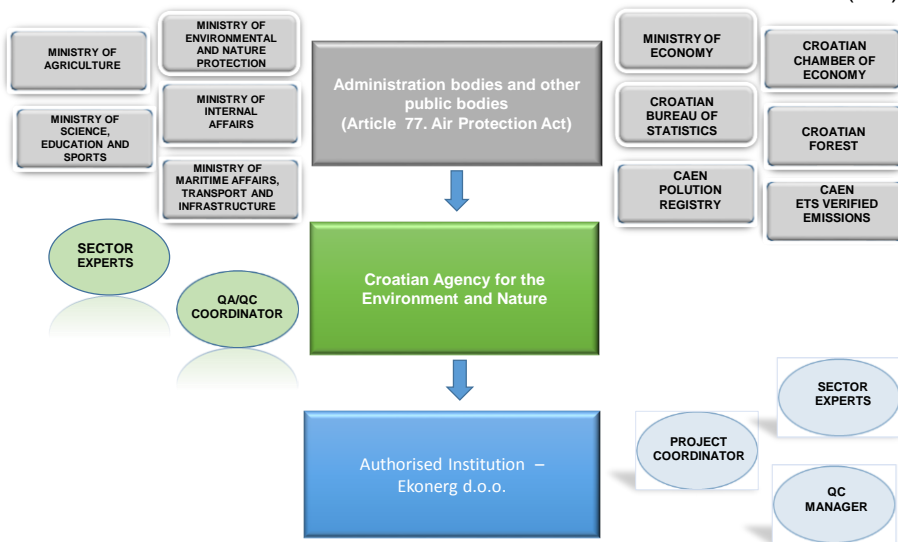 MINISTRY OF
AGRICULTURE
MINISTRY OF
ENVIRONMENTAL
AND NATURE
PROTECTION
MINISTRY OF
SCIENCE,
EDUCATION AND
SPORTS
MINISTRY OF
INTERNAL
AFFAIRS
MINISTRY OF
MARITIME AFFAIRS,
TRANSPORT AND
INFRASTRUCTURE
Administration bodies and other
public bodies
(Article 77. Air Protection Act)
MINISTRY OF
ECONOMY
CROATIAN
CHAMBER OF
ECONOMY
CROATIAN
BUREAU OF
STATISTICS
CROATIAN
FOREST
CAEN
POLUTION
REGISTRY
CAEN
ETS VERIFIED
EMISSIONS
SECTOR
EXPERTS
QA/QC
COORDINATOR
Croatian Agency for the
Environment and Nature
Authorised Institution –
Ekonerg d.o.o.
PROJECT
COORDINATOR
SECTOR
EXPERTS
QC
MANAGER